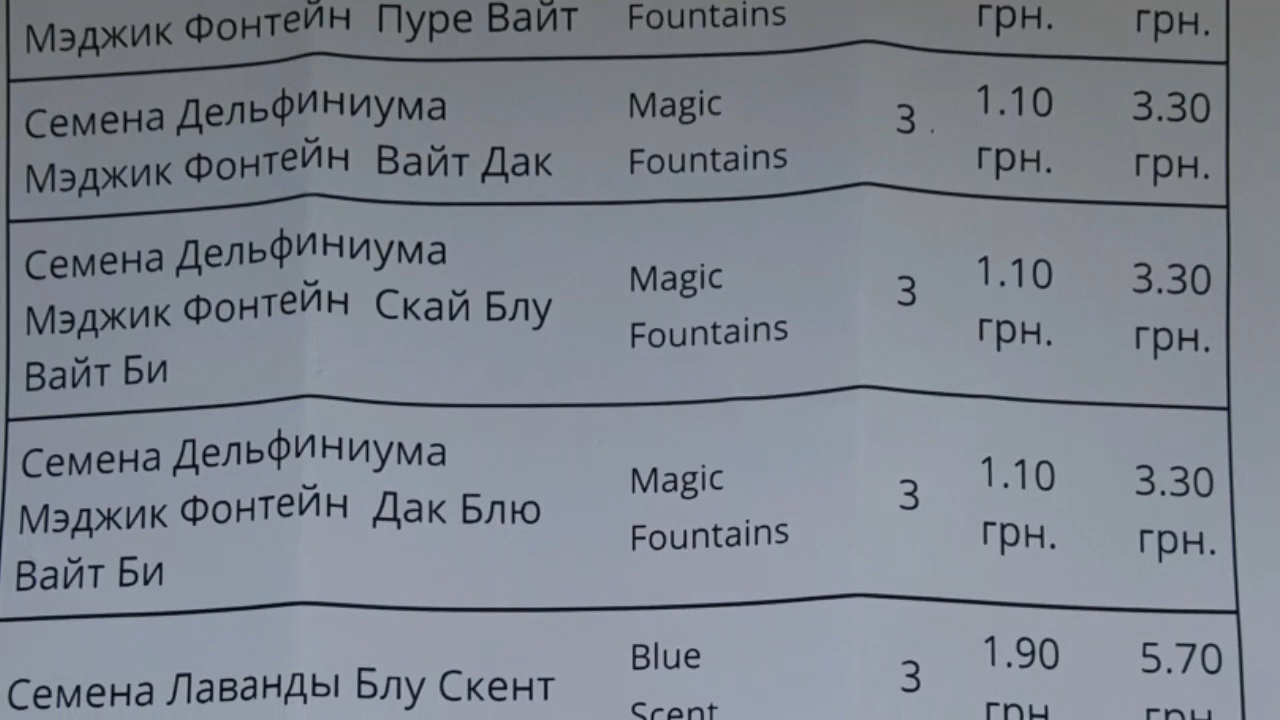 Мэджик Фонтейн Пуре Вайт Fountains грн. грн.
Семена Дельфиниума Magic 3 1.10 3.30
Мэджик Фонтейн Вайт Дак Fountains грн. грн.
Семена Дельфиниума Magic 3 1.10 3.30
Мэджик Фонтейн Скай Блу Fountains грн. грн.
Вайт Би
Семена Дельфиниума Magic 3 1.10 3.30
Мэджик Фонтейн Дак Блю Fountains грн. грн.
Вайт Би
Семена Лаванды Блу Скент Blue 3 1.90 5.70
Scent грн грн